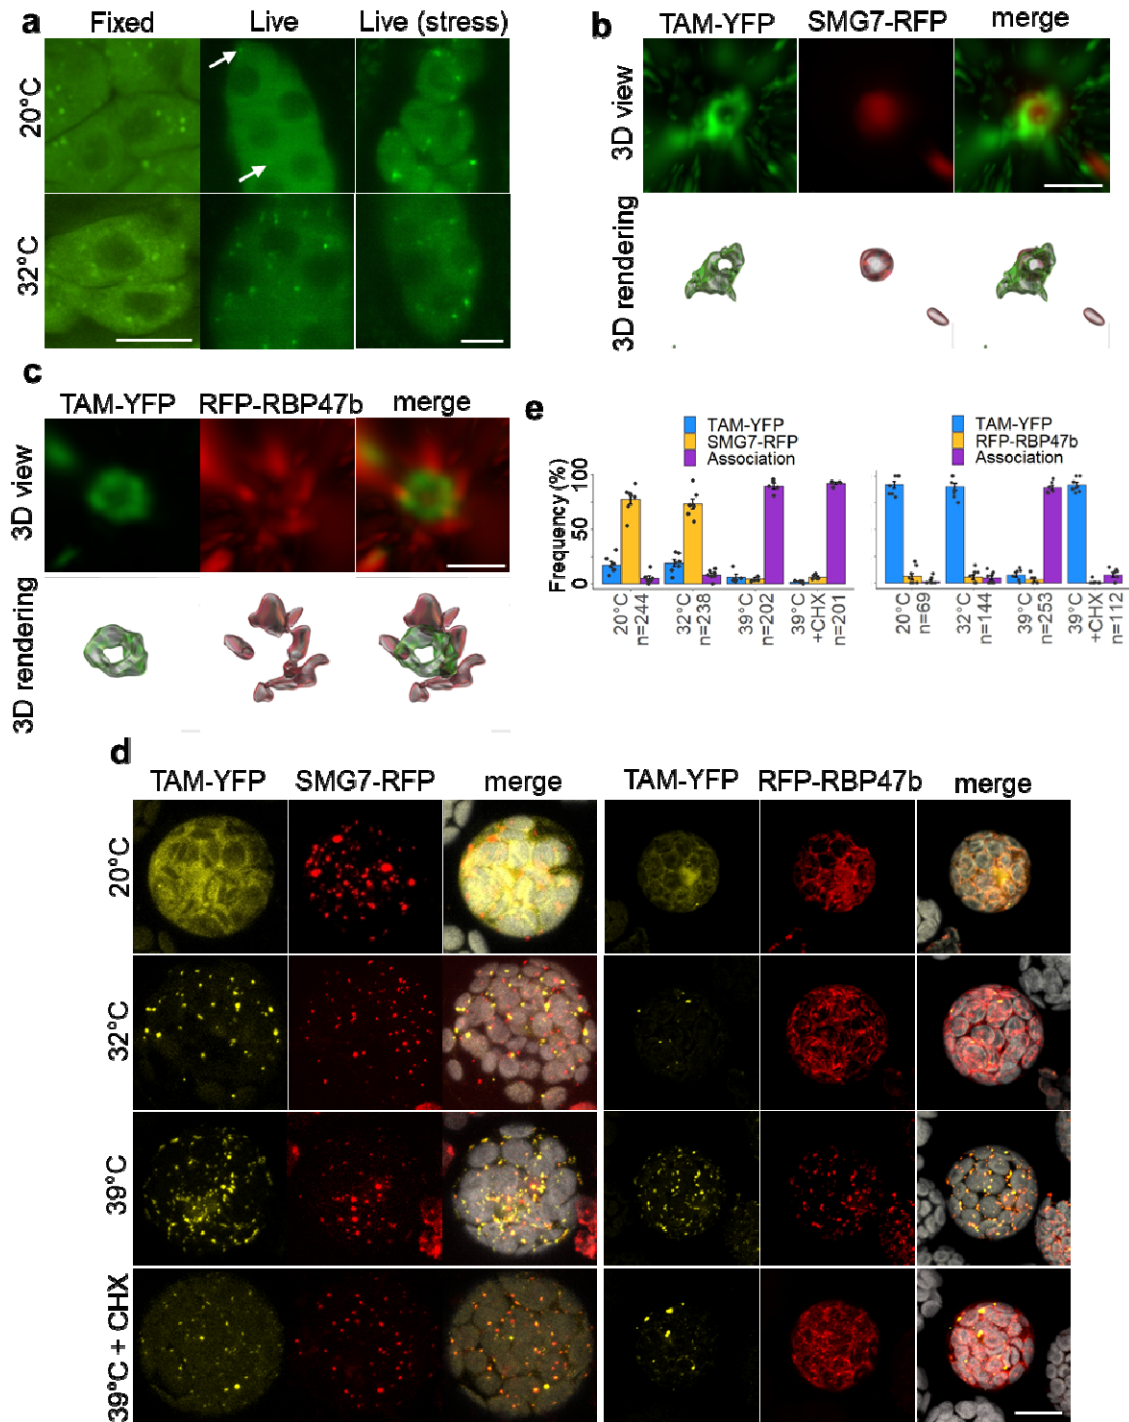 a
Fixed
Live
Live (stress)
20°C
32°C
b
TAM-YFP
SMG7-RFP
merge
3D view
3D rendering
c
TAM-YFP
RFP-RBP47b
merge
3D view
3D rendering
e
TAM-YFP
SMG7-RFP
Association
Frequency (%)
100
50
0
20°C
n=244
32°C
n=238
39°C
n=202
39°C
+CHX
n=201
TAM-YFP
RFP-RBP47b
Association
20°C
n=69
32°C
n=144
39°C
n=253
39°C
+CHX
n=112
d
TAM-YFP
SMG7-RFP
merge
TAM-YFP
RFP-RBP47b
merge
20°C
32°C
39°C
39°C + CHX